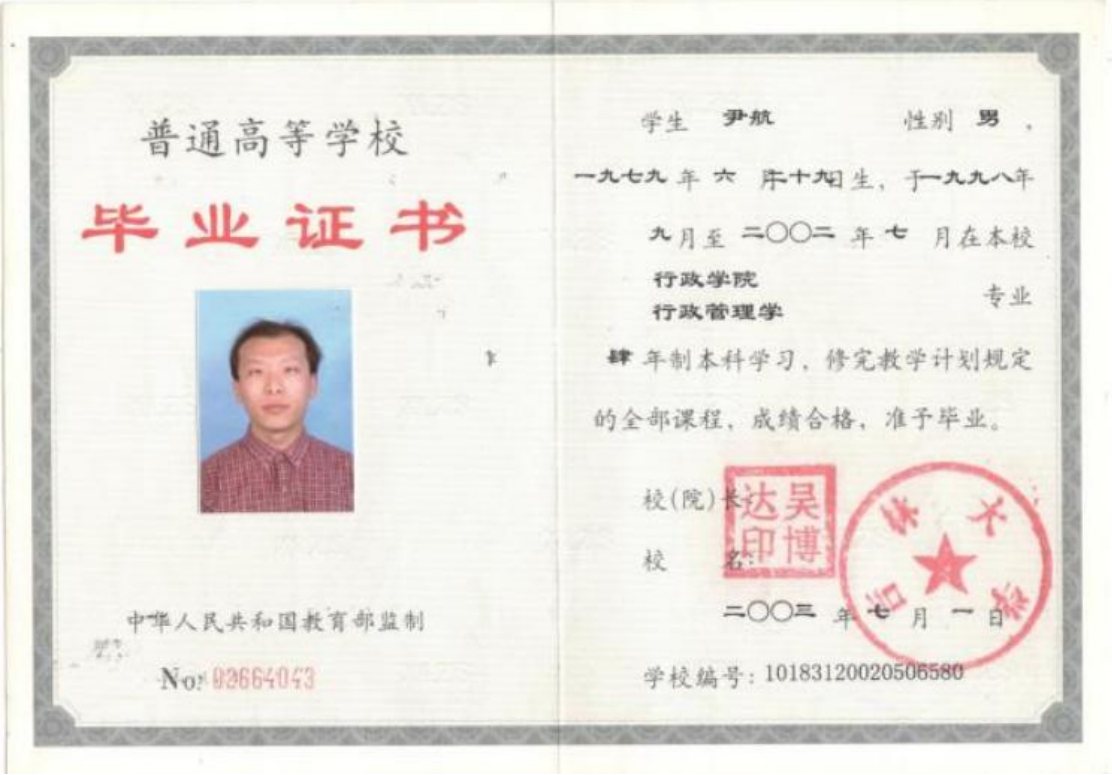 普通高等学校
毕业证书
中华人民共和国教育部监制
No: 02664043
学生 尹航 性别 男 ,
一九七九年六月二十九日生, 于一九九八年
九月至二〇〇二年七月在本校
行政学院
行政管理学 专业
肆年制本科学习, 修完教学计划规定
的全部课程, 成绩合格, 准予毕业。
校(院)长:
吴博达印
校 名:
吉林大学
年七月一日
学校编号: 10183120020506580